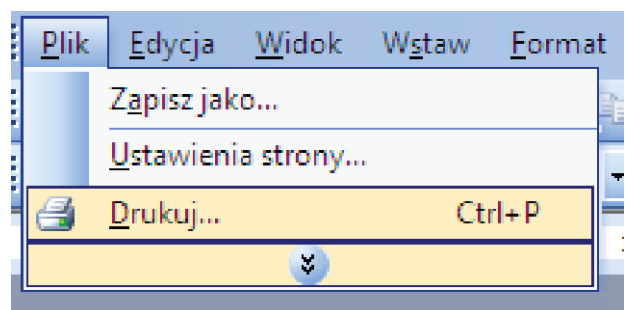 Plik Edycja Widok Wstaw Format
Zapisz jako...
Ustawienia strony...
Drukuj... Ctrl+P